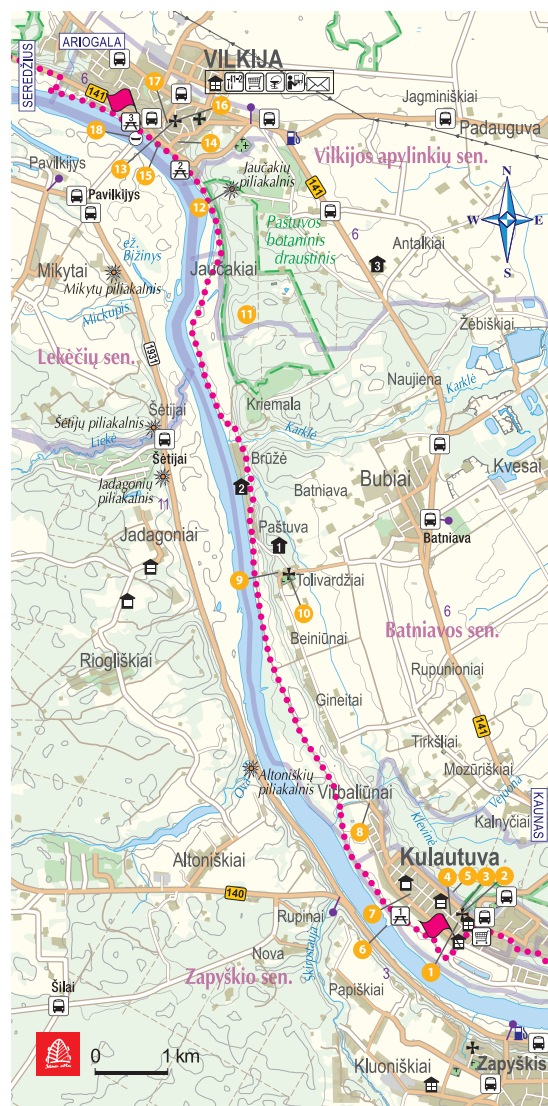 ARIOGALA
SEREDŽIUS
VILKIJA
6
141
17
16
3
18
13
15
14
2
12
Jagminiškiai
Padauguva
Vilkijos apylinkių sen.
Pavilkijys
Pavilkijys
Jaučakių
piliakalnis
141
N
W
E
S
ež.
Bižinys
Pastuvos
botaninis
draustinis
6
Antalkiai
3
Mikytai
Mikytų piliakalnis
Jaučakiai
Mickupis
11
Žėbiškiai
Lekėčių sen.
1931
Naujiena
Karklė
Kriemala
Šėtijai
Šėtijų piliakalnis
Liekė
Karklė
Šėtijai
Brūžė
Bubiai
Kvesai
Jadagonių
piliakalnis
11
2
Batniava
Paštuva
Batniava
Jadagoniai
1
9
Tolivardžiai
10
6
Beiniūnai
Batniavos sen.
Riogliškiai
Rupunioniai
Gineitai
141
Tirkšliai
Mozūriškiai
Altoniškių
piliakalnis
Virbaliūnai
Klevinė
Kalnyčiai
KAUNAS
8
Altoniškiai
Kulautuva
4
5
3
2
140
7
Rupinai
6
1
Nova
3
Zapyškio sen.
Šilai
Papiškiai
Kluoniškiai
Zapyškis
0
1 km